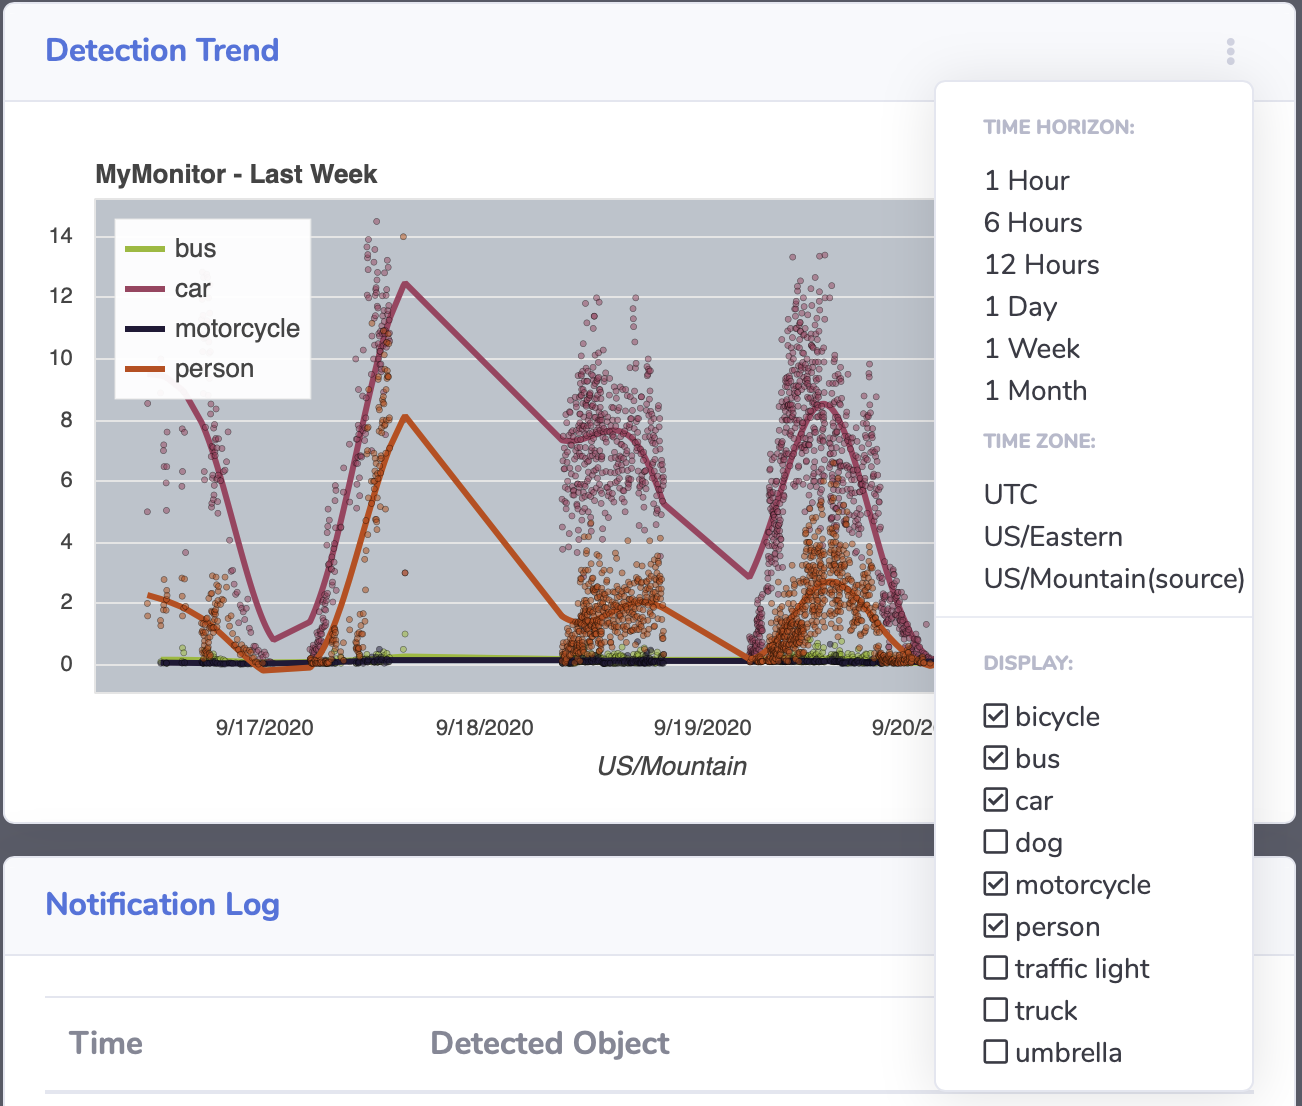 Detection Trend
MyMonitor - Last Week
14
12
10
8
6
4
2
0
bus
car
motorcycle
person
9/17/2020
9/18/2020
9/19/2020
9/20/20
US/Mountain
TIME HORIZON:
1 Hour
6 Hours
12 Hours
1 Day
1 Week
1 Month
TIME ZONE:
UTC
US/Eastern
US/Mountain(source)
DISPLAY:
bicycle
bus
car
dog
motorcycle
person
traffic light
truck
umbrella
Notification Log
Time Detected Object